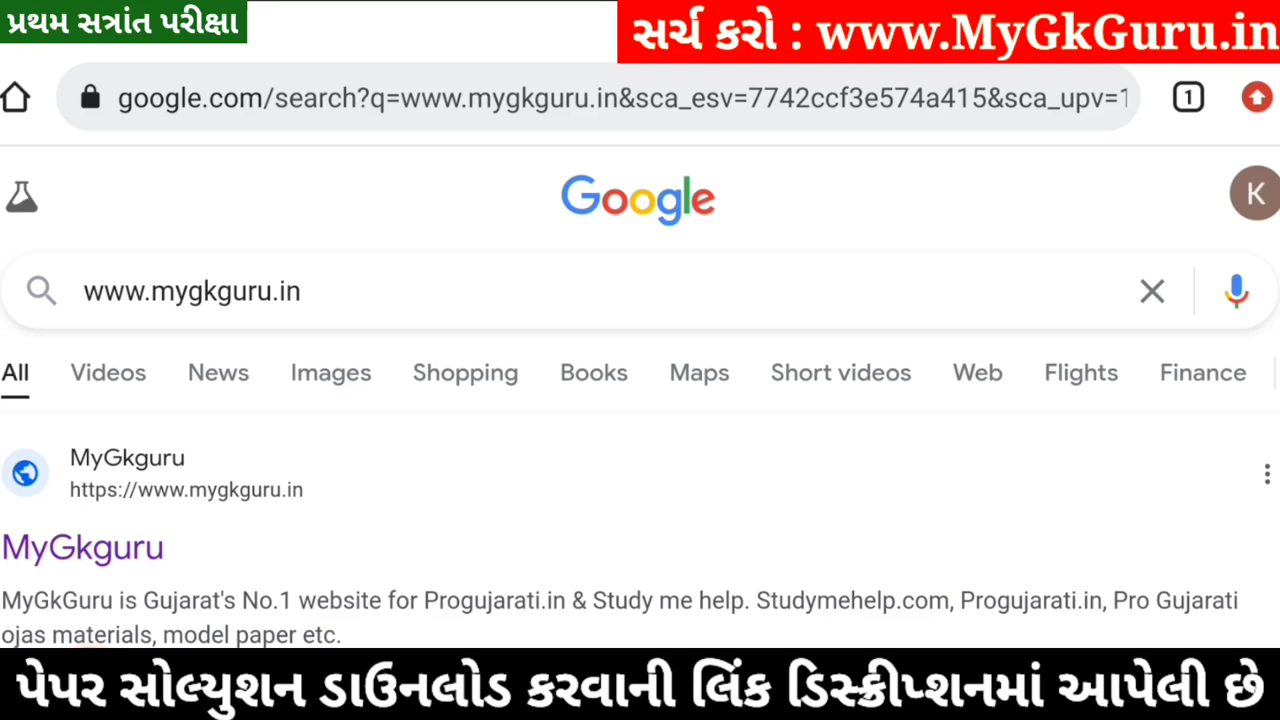 પ્રથમ સત્રાંત પરીક્ષા
સર્ચ કરો : www.MyGkGuru.in
google.com/search?q=www.mygkguru.in&sca_esv=7742ccf3e574a415&sca_upv=1
1
Google
K
www.mygkguru.in
All Videos News Images Shopping Books Maps Short videos Web Flights Finance
MyGkguru
https://www.mygkguru.in
MyGkguru
MyGkGuru is Gujarat's No.1 website for Progujarati.in & Study me help. Studymehelp.com, Progujarati.in, Pro Gujarati
ojas materials, model paper etc.
પેપર સોલ્યુશન ડાઉનલોડ કરવાની લિંક ડિસ્ક્રીપ્શનમાં આપેલી છે